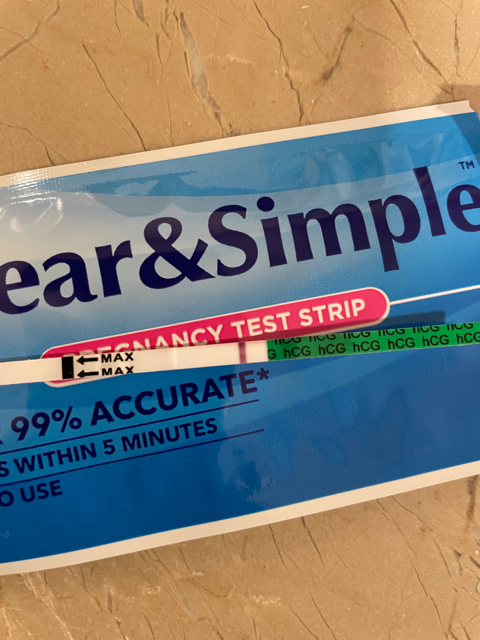 ear&Simple™
PREGNANCY TEST STRIP
MAX
MAX
hCG hCG hCG hCG hCG hCG
G hCG hCG hCG hCG hCG hCG
99% ACCURATE*
S WITHIN 5 MINUTES
O USE